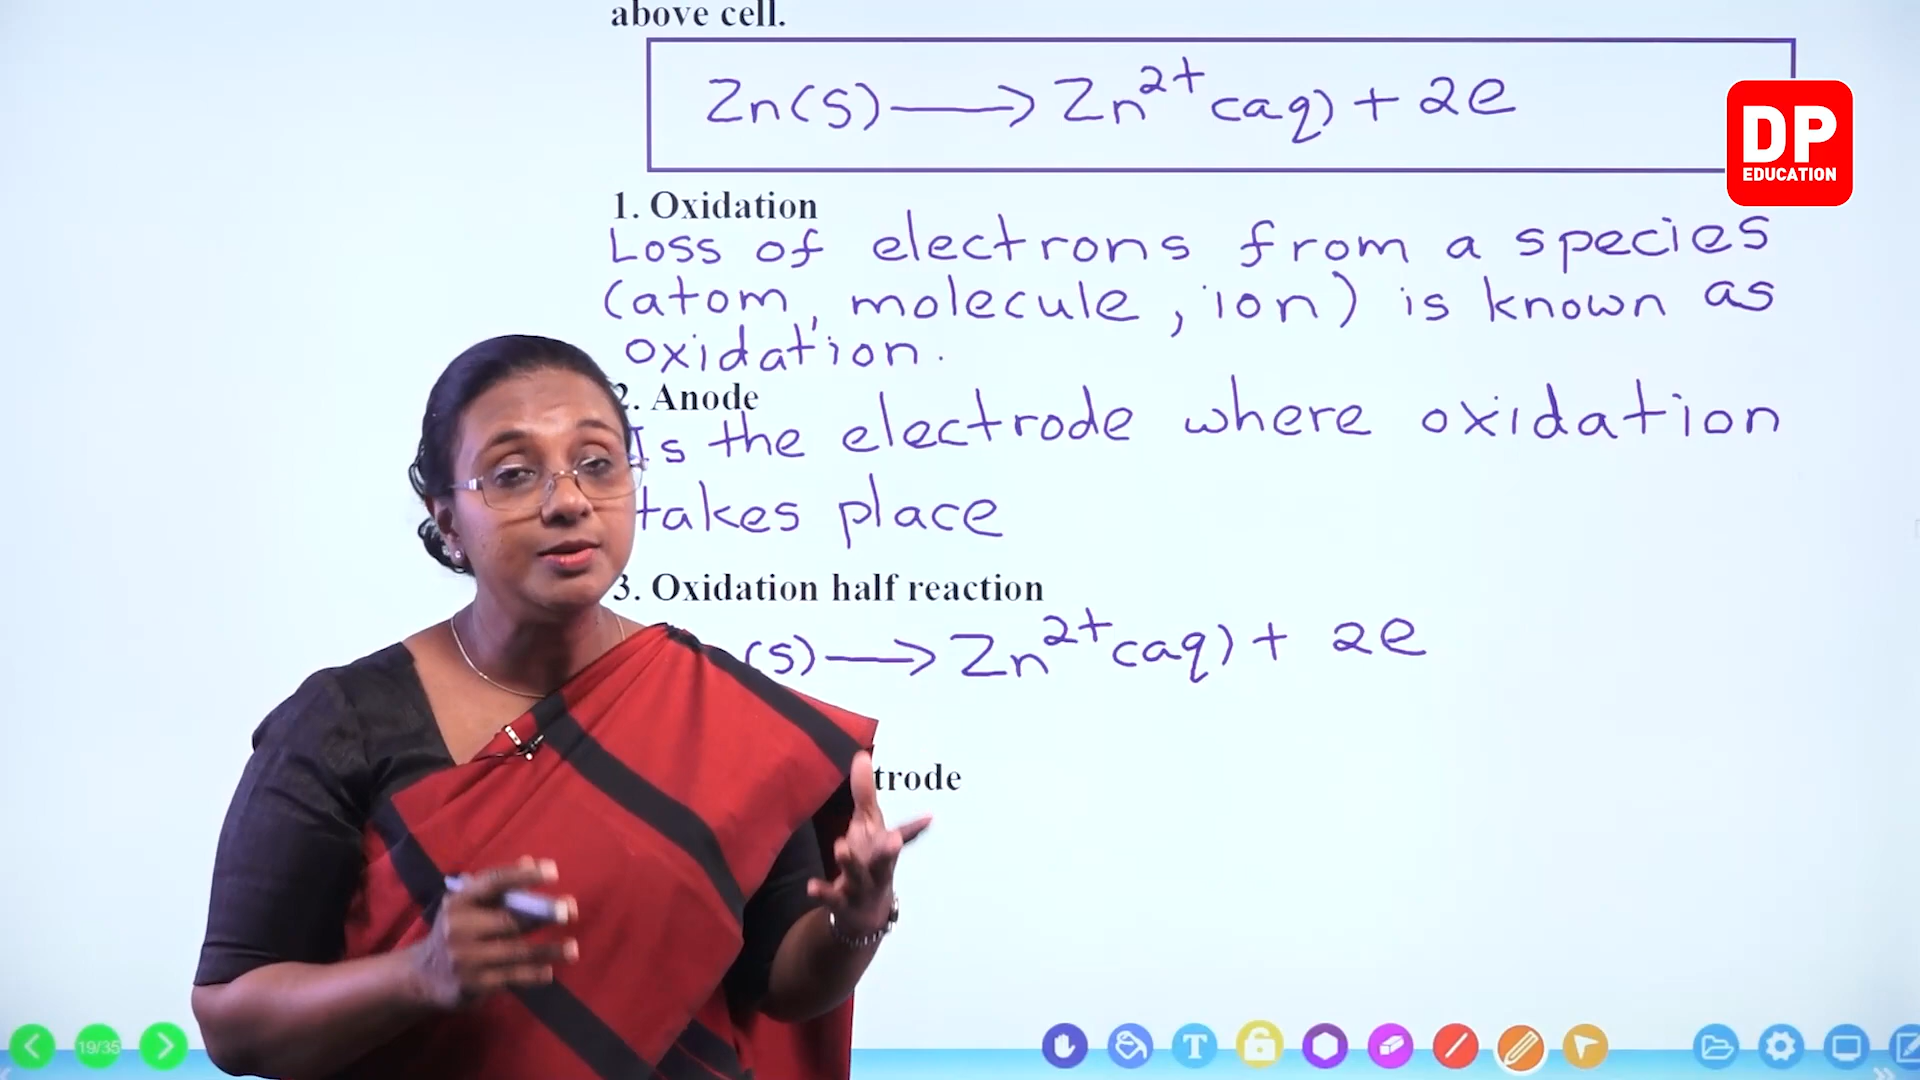 above cell.
Zn(s) ⟶ Zn²⁺(aq) + 2e
DP
EDUCATION
1. Oxidation
Loss of electrons from a species
(atom, molecule, ion) is known as
oxidation.
2. Anode
Is the electrode where oxidation
takes place
3. Oxidation half reaction
(s) ⟶ Zn²⁺(aq) + 2e
trode
19/35
T